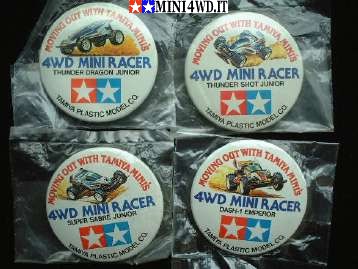 MINI4WD.IT
MOVING OUT WITH TAMIYA MINIS
4WD MINI RACER
THUNDER DRAGON JUNIOR
TAMIYA PLASTIC MODEL CO.
MOVING OUT WITH TAMIYA MINIS
4WD MINI RACER
THUNDER SHOT JUNIOR
TAMIYA PLASTIC MODEL CO.
MOVING OUT WITH TAMIYA MINIS
4WD MINI RACER
SUPER SABRE JUNIOR
TAMIYA PLASTIC MODEL CO.
MOVING OUT WITH TAMIYA MINIS
4WD MINI RACER
DASH-1 EMPEROR
TAMIYA PLASTIC MODEL CO.